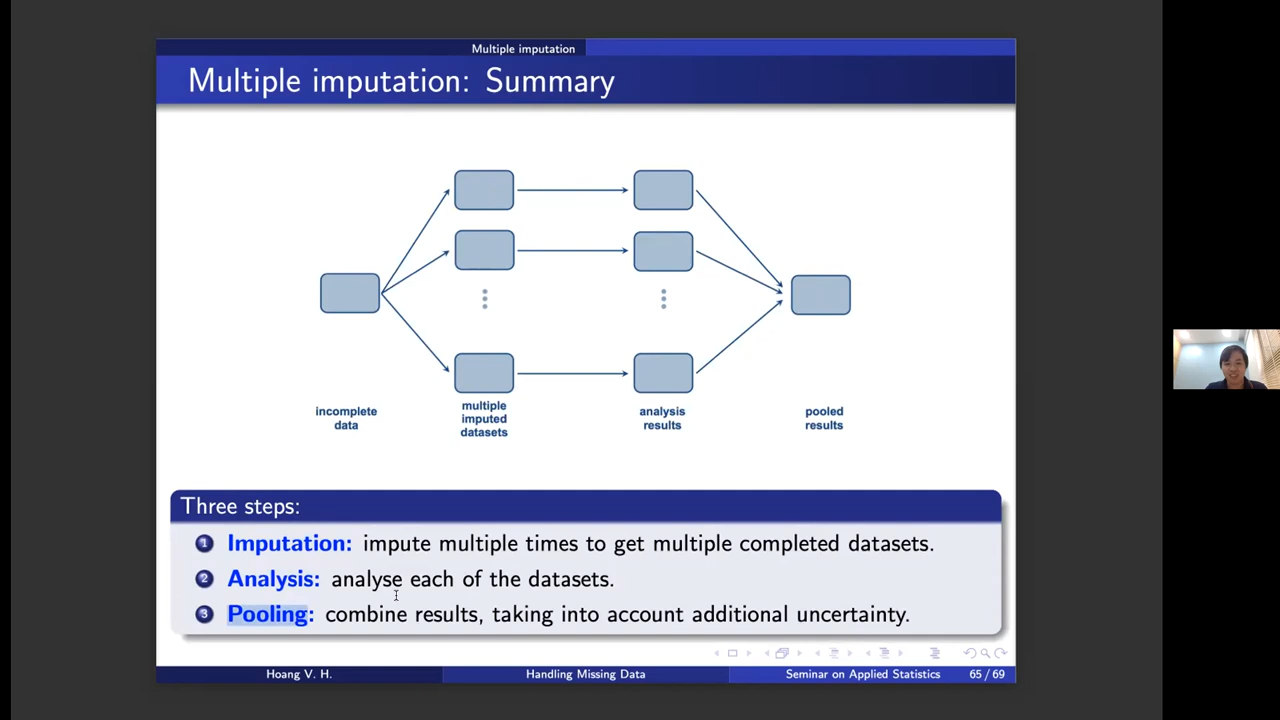 Multiple imputation
Multiple imputation: Summary
incomplete
data
multiple
imputed
datasets
analysis
results
pooled
results
Three steps:
1 Imputation: impute multiple times to get multiple completed datasets.
2 Analysis: analyse each of the datasets.
3 Pooling: combine results, taking into account additional uncertainty.
Hoang V. H. Handling Missing Data Seminar on Applied Statistics 65 / 69